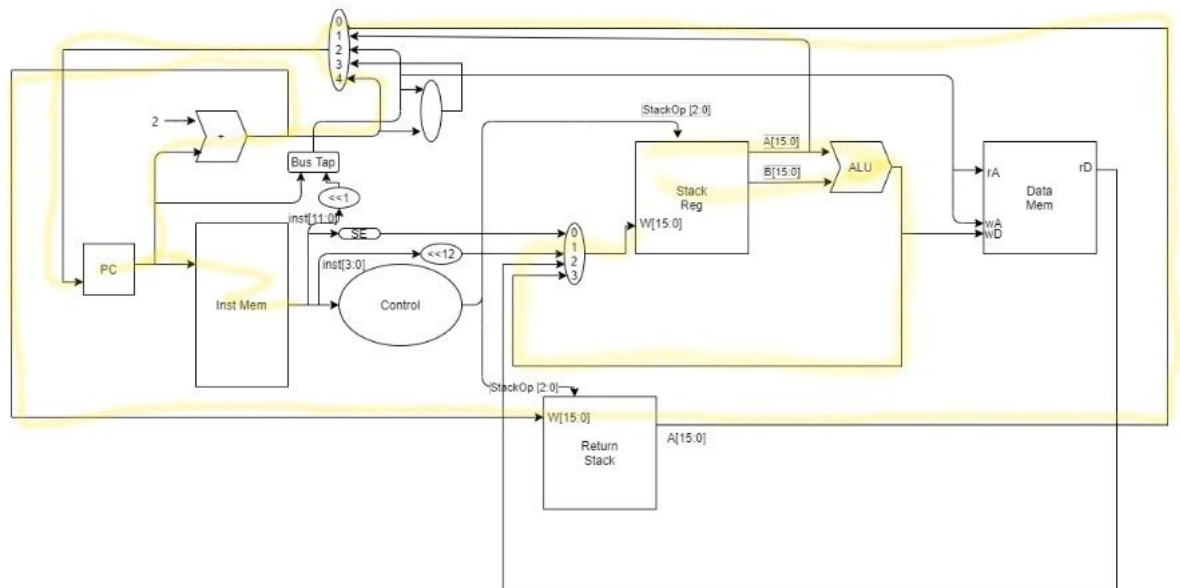 0
1
2
3
4
2
+
Bus Tap
<<1
inst[11:0]
SE
PC
Inst Mem
inst[3:0]
<<12
Control
0
1
2
3
StackOp [2:0]
A[15:0]
B[15:0]
Stack
Reg
W[15:0]
ALU
rA
rD
Data
Mem
wA
wD
StackOp [2:0]
W[15:0]
A[15:0]
Return
Stack